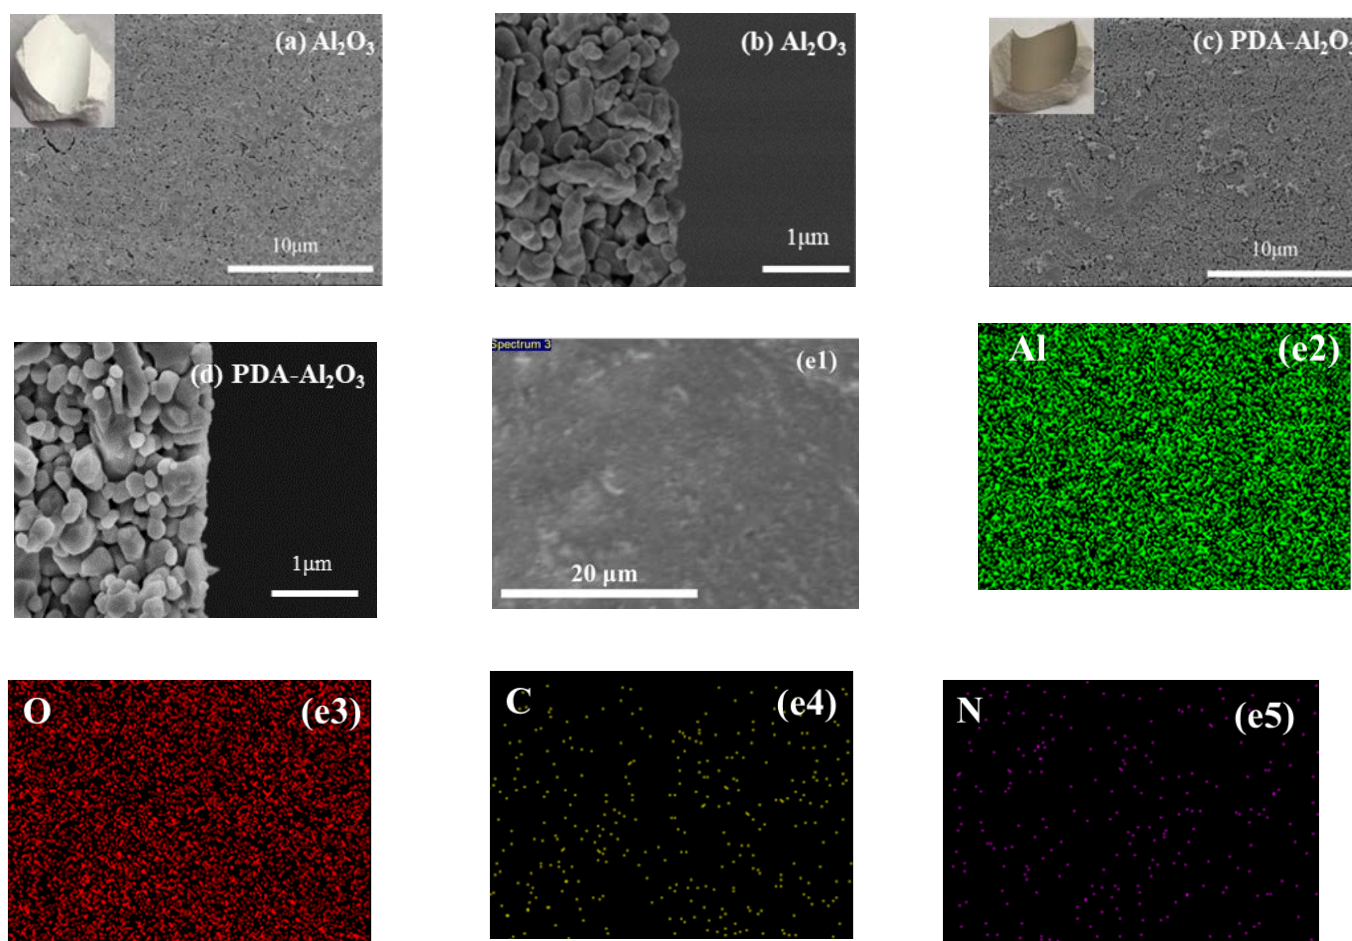 (a) Al₂O₃
10μm
(b) Al₂O₃
1μm
(c) PDA-Al₂O₃
10μm
(d) PDA-Al₂O₃
1μm
Spectrum 3
(e1)
20 μm
Al
(e2)
O
(e3)
C
(e4)
N
(e5)